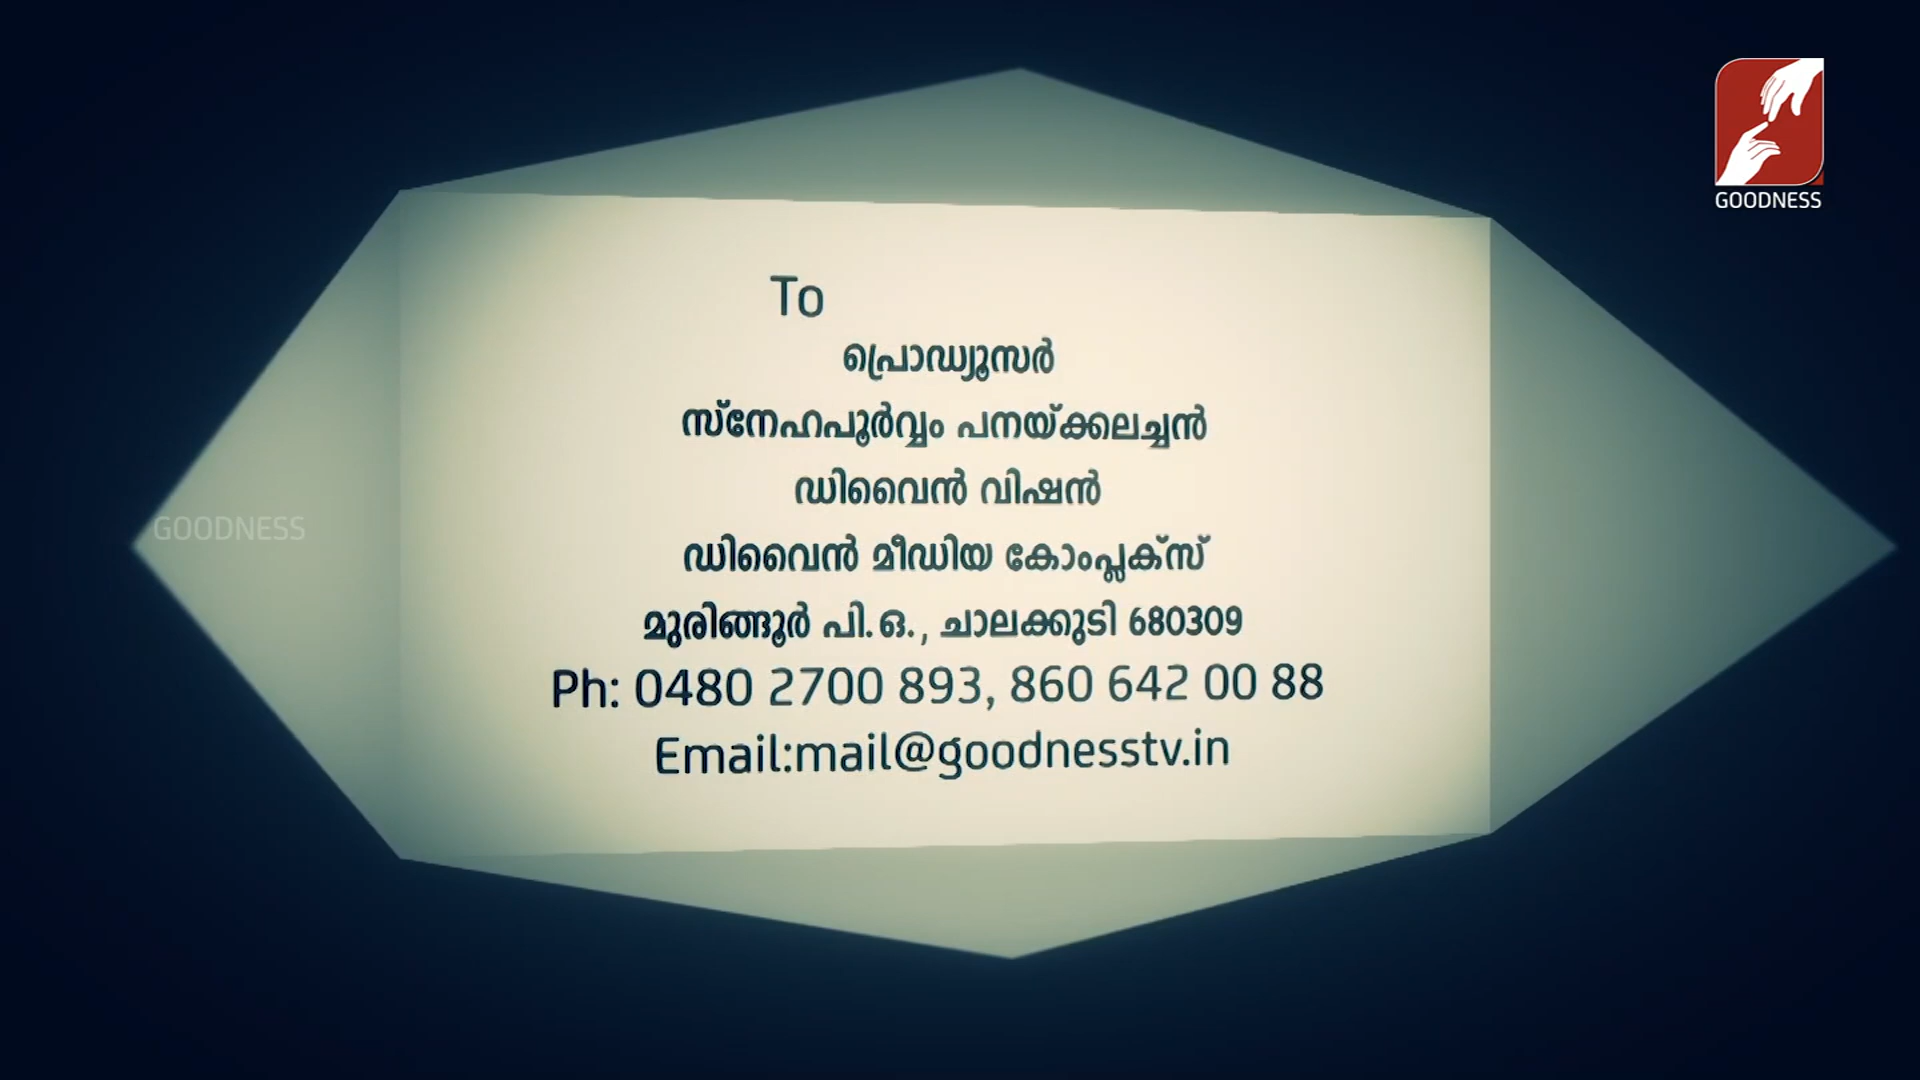 GOODNESS
To
പ്രൊഡ്യൂസർ
സ്നേഹപൂർവ്വം പനയ്ക്കലച്ചൻ
ഡിവൈൻ വിഷൻ
ഡിവൈൻ മീഡിയ കോംപ്ലക്സ്
മുരിങ്ങൂർ പി.ഒ., ചാലക്കുടി 680309
Ph: 0480 2700 893, 860 642 00 88
Email:mail@goodnesstv.in
GOODNESS